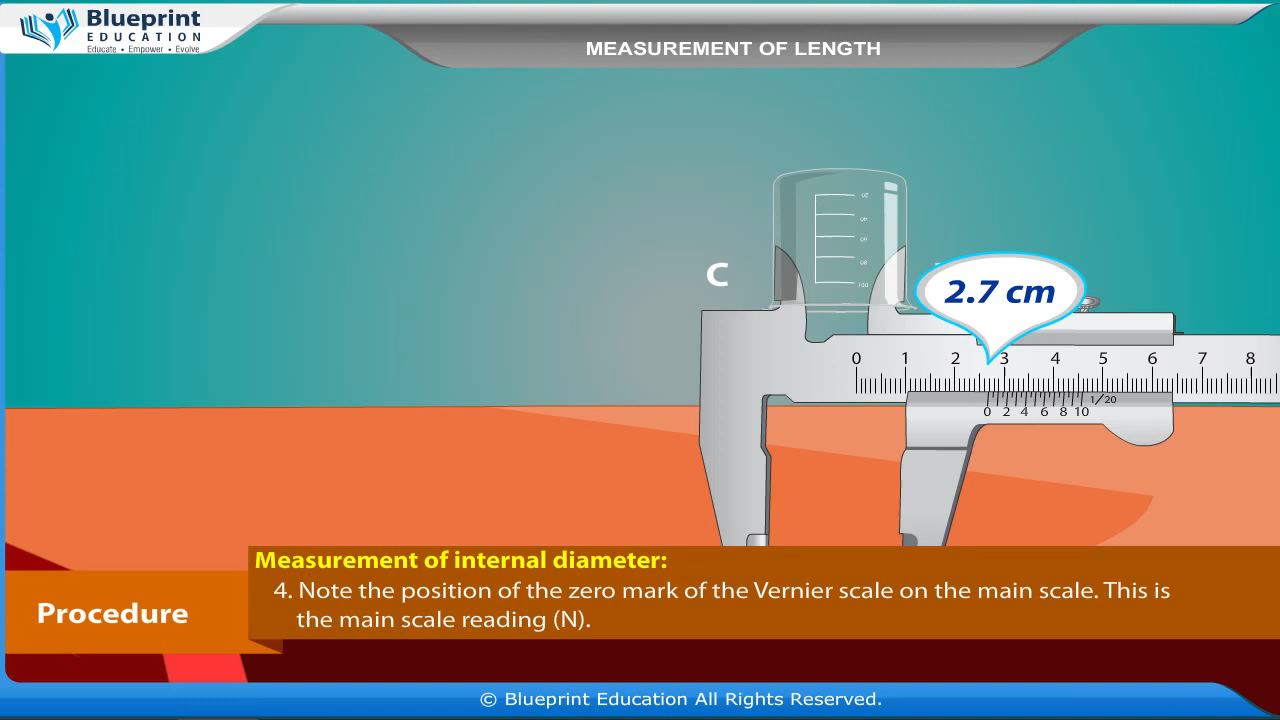 Blueprint
EDUCATION
Educate • Empower • Evolve
MEASUREMENT OF LENGTH
C
2.7 cm
0 1 2 3 4 5 6 7 8
0 2 4 6 8 10 1/20
Measurement of internal diameter:
4. Note the position of the zero mark of the Vernier scale on the main scale. This is
the main scale reading (N).
Procedure
© Blueprint Education All Rights Reserved.